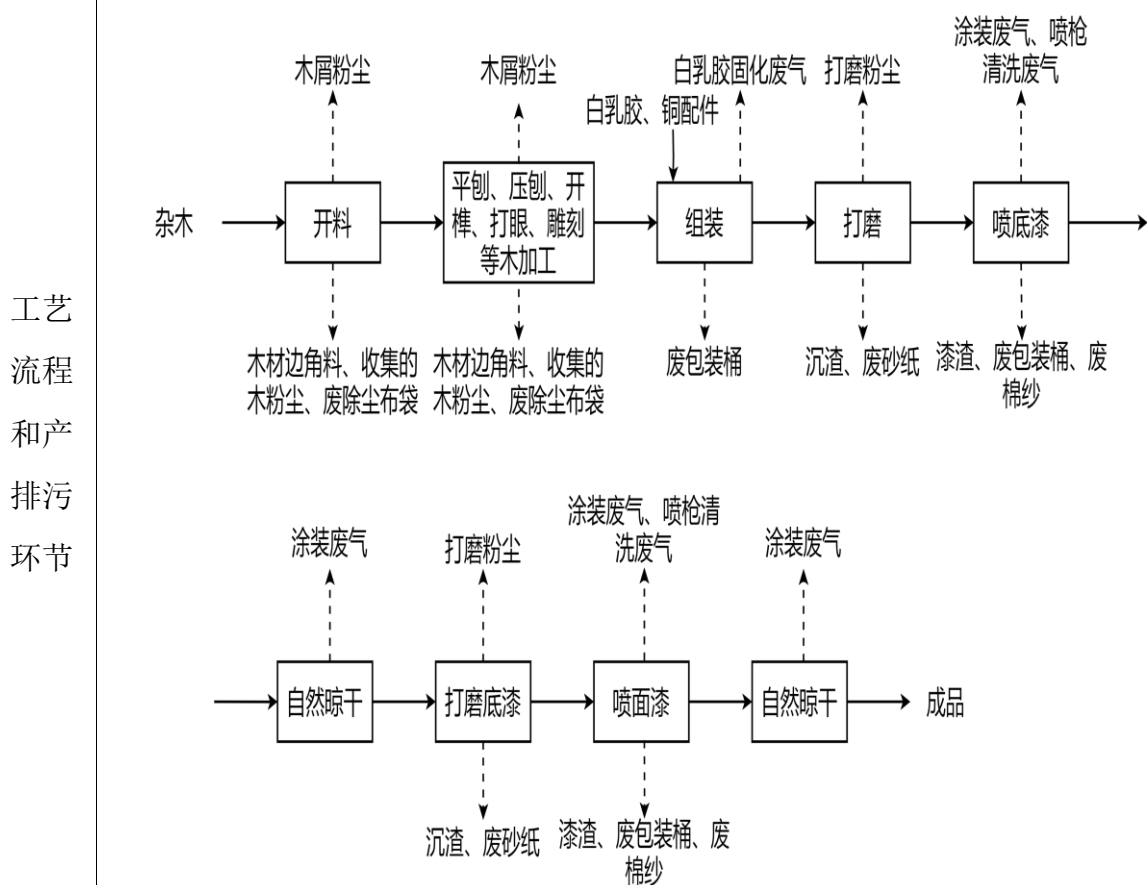 工艺
流程
和产
排污
环节
木屑粉尘
木屑粉尘
白乳胶、铜配件
白乳胶固化废气
打磨粉尘
涂装废气、喷枪
清洗废气
杂木
开料
平刨、压刨、开
榫、打眼、雕刻
等木加工
组装
打磨
喷底漆
木材边角料、收集的
木粉尘、废除尘布袋
木材边角料、收集的
木粉尘、废除尘布袋
废包装桶
沉渣、废砂纸
漆渣、废包装桶、废
棉纱
涂装废气
打磨粉尘
涂装废气、喷枪清
洗废气
涂装废气
自然晾干
打磨底漆
喷面漆
自然晾干
成品
沉渣、废砂纸
漆渣、废包装桶、废
棉纱